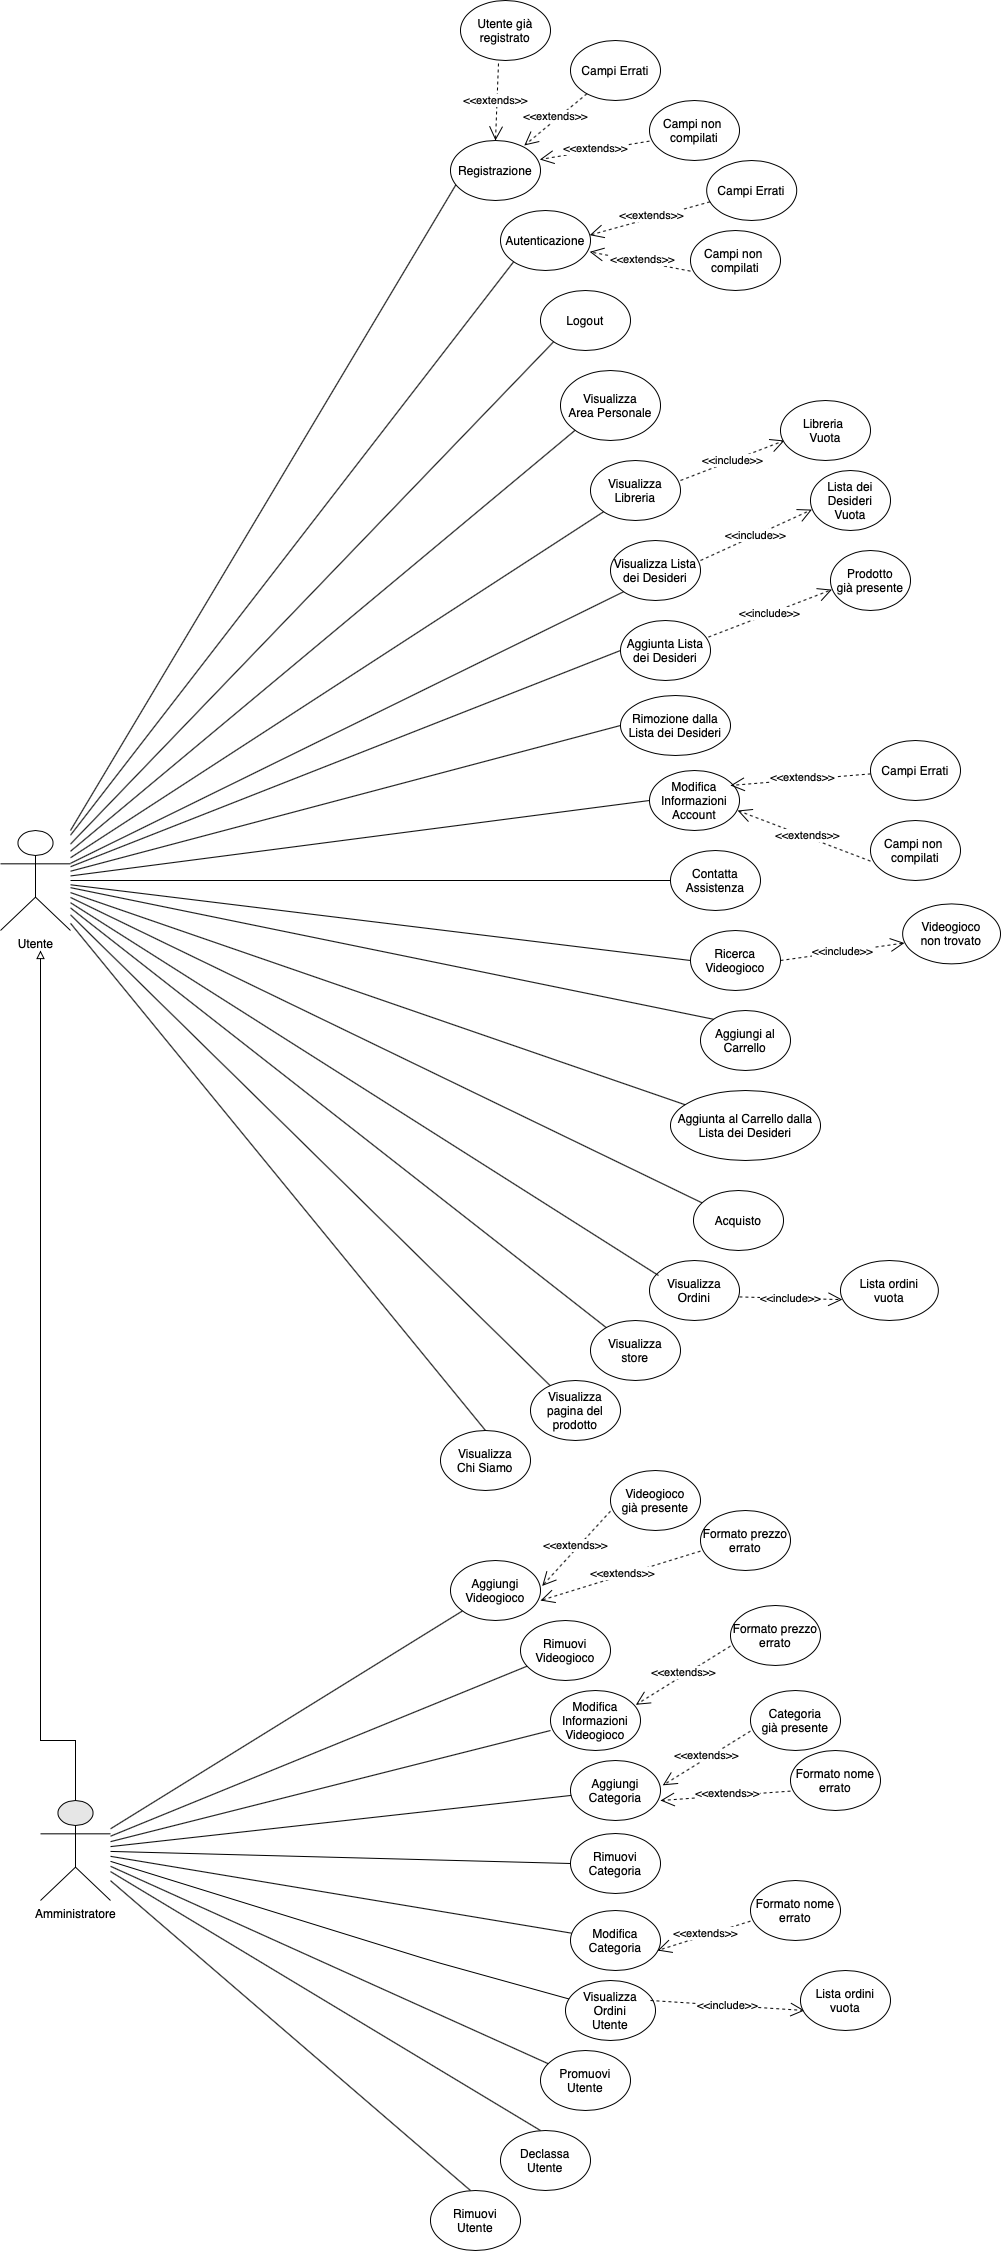 Utente già
registrato
Campi Errati
<<extends>>
<<extends>>
Campi non
compilati
<<extends>>
Registrazione
Campi Errati
<<extends>>
Autenticazione
Campi non
compilati
<<extends>>
Logout
Visualizza
Area Personale
Libreria
Vuota
<<include>>
Visualizza
Libreria
Lista dei
Desideri
Vuota
<<include>>
Visualizza Lista
dei Desideri
Prodotto
già presente
<<include>>
Aggiunta Lista
dei Desideri
Rimozione dalla
Lista dei Desideri
Campi Errati
<<extends>>
Modifica
Informazioni
Account
<<extends>>
Campi non
compilati
Contatta
Assistenza
Utente
Videogioco
non trovato
<<include>>
Ricerca
Videogioco
Aggiungi al
Carrello
Aggiunta al Carrello dalla
Lista dei Desideri
Acquisto
Visualizza
Ordini
<<include>>
Lista ordini
vuota
Visualizza
store
Visualizza
pagina del
prodotto
Visualizza
Chi Siamo
Videogioco
già presente
<<extends>>
Formato prezzo
errato
<<extends>>
Aggiungi
Videogioco
Rimuovi
Videogioco
Formato prezzo
errato
<<extends>>
Modifica
Informazioni
Videogioco
Categoria
già presente
<<extends>>
Formato nome
errato
<<extends>>
Aggiungi
Categoria
Rimuovi
Categoria
Amministratore
Formato nome
errato
<<extends>>
Modifica
Categoria
Visualizza
Ordini
Utente
<<include>>
Lista ordini
vuota
Promuovi
Utente
Declassa
Utente
Rimuovi
Utente